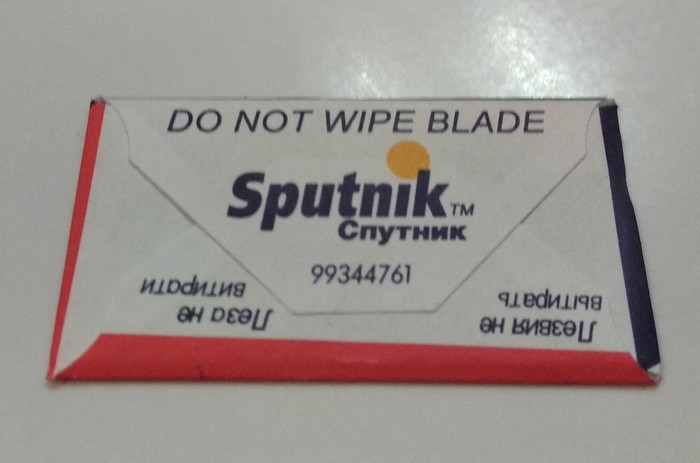 DO NOT WIPE BLADE
Sputnik™
Спутник
99344761
Леза не
витирати
Лезвия не
вытирать